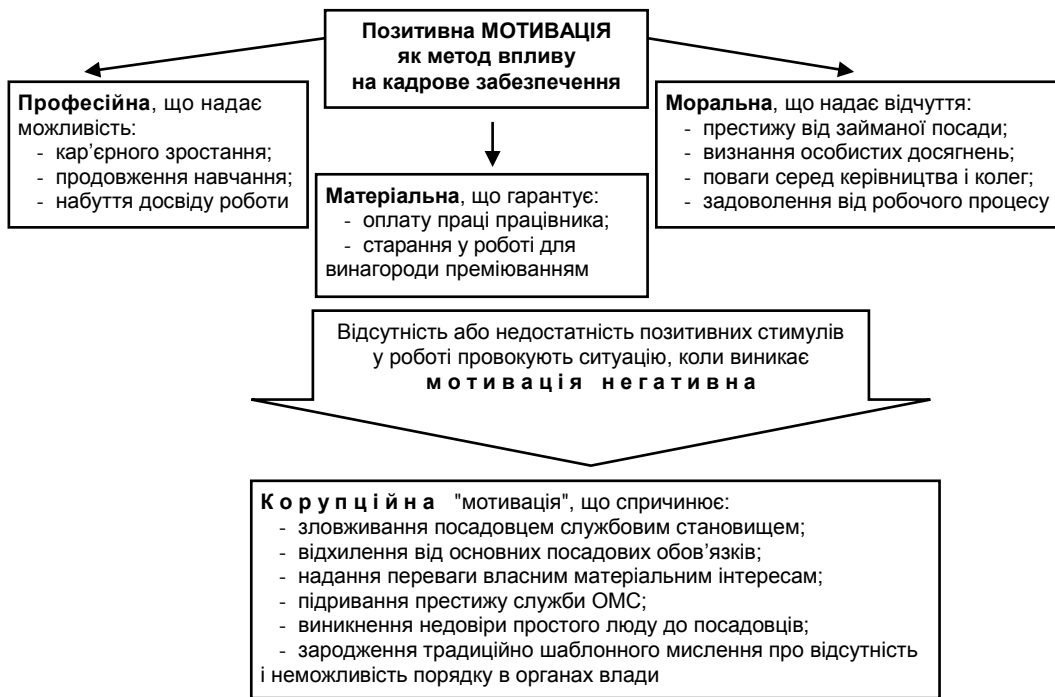 Позитивна МОТИВАЦІЯ
як метод впливу
на кадрове забезпечення
Професійна, що надає
можливість:
- кар’єрного зростання;
- продовження навчання;
- набуття досвіду роботи
Матеріальна, що гарантує:
- оплату праці працівника;
- старання у роботі для
винагороди преміюванням
Моральна, що надає відчуття:
- престижу від займаної посади;
- визнання особистих досягнень;
- поваги серед керівництва і колег;
- задоволення від робочого процесу
Відсутність або недостатність позитивних стимулів
у роботі провокують ситуацію, коли виникає
м о т и в а ц і я н е г а т и в н а
К о р у п ц і й н а "мотивація", що спричинює:
- зловживання посадовцем службовим становищем;
- відхилення від основних посадових обов’язків;
- надання переваги власним матеріальним інтересам;
- підривання престижу служби ОМС;
- виникнення недовіри простого люду до посадовців;
- зародження традиційно шаблонного мислення про відсутність
і неможливість порядку в органах влади